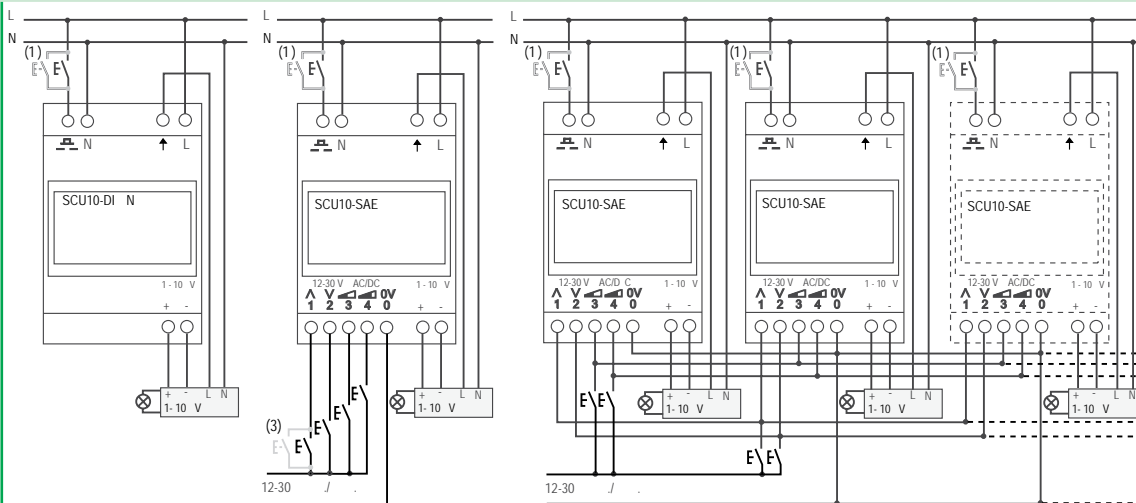 L L L
N N N
(1) (1) (1) (1) (1)
E E E E E E E E E E
N L N L N L N L N L
SCU10-DI N SCU10-SAE SCU10-SAE SCU10-SAE SCU10-SAE
1 - 10 V 12-30 V AC/DC 1 - 10 V 12-30 V AC/D C 1 - 10 V 12-30 V AC/DC 1 - 10 V 12-30 V AC/DC 1 - 10 V
+ - 0V + - 0V + - 0V + - 0V + -
1 2 3 4 0 1 2 3 4 0 1 2 3 4 0 1 2 3 4 0
+ - L N + - L N + - L N + - L N + - L N
1- 10 V 1- 10 V 1- 10 V 1- 10 V 1- 10 V
E E E E E
(3)
E E E E
12-30 ./ . 12-30 ./ .